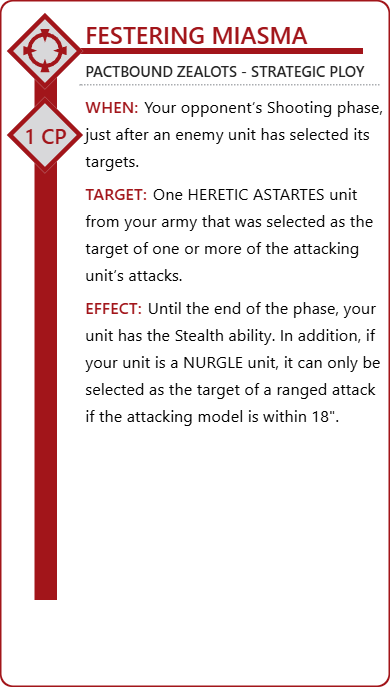 FESTERING MIASMA
PACTBOUND ZEALOTS - STRATEGIC PLOY
1 CP
WHEN: Your opponent’s Shooting phase,
just after an enemy unit has selected its
targets.
TARGET: One HERETIC ASTARTES unit
from your army that was selected as the
target of one or more of the attacking
unit’s attacks.
EFFECT: Until the end of the phase, your
unit has the Stealth ability. In addition, if
your unit is a NURGLE unit, it can only be
selected as the target of a ranged attack
if the attacking model is within 18".